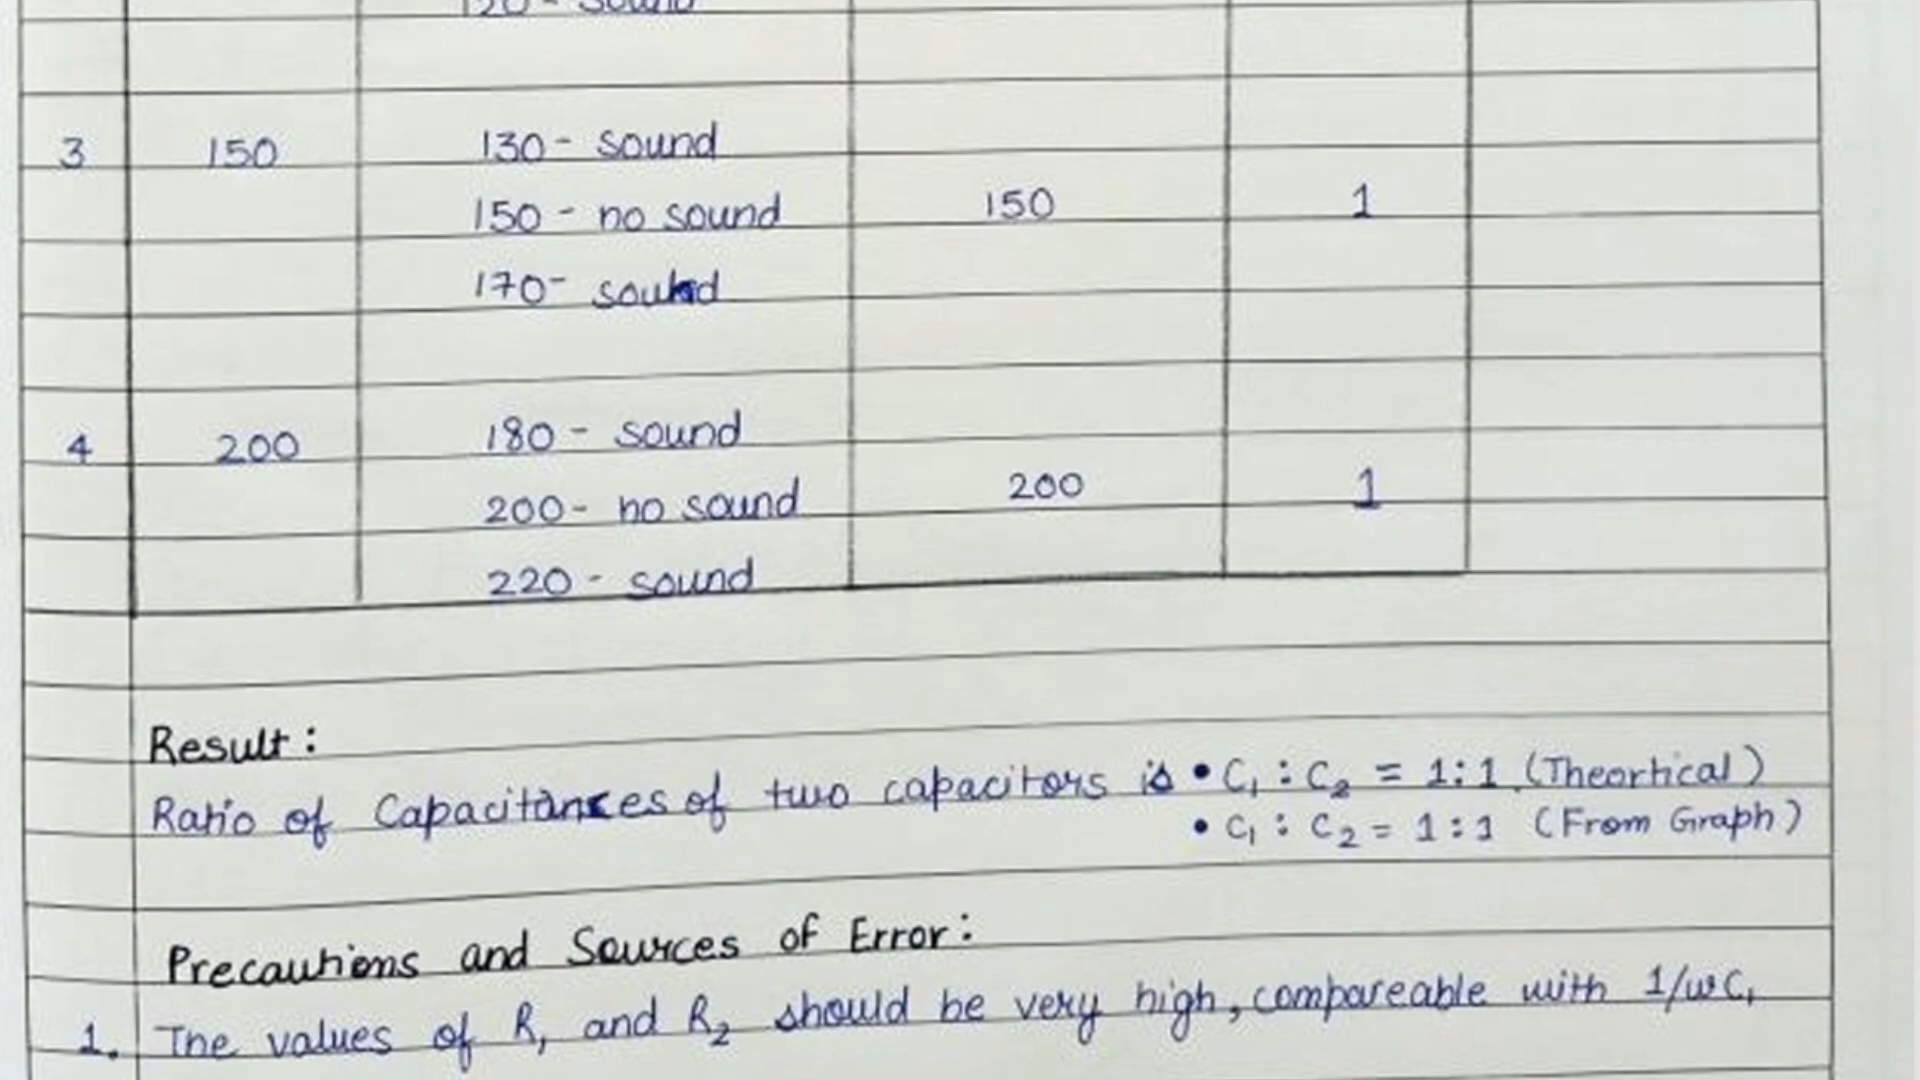 120 - sound
3 150 130 - sound
150 - no sound 150 1
170 - sound
4 200 180 - sound
200 - no sound 200 1
220 - sound
Result :
Ratio of Capacitances of two capacitors is • C₁ : C₂ = 1:1 (Theortical)
• C₁ : C₂ = 1:1 (From Graph)
Precautions and Sources of Error :
1. The values of R₁ and R₂ should be very high, compareable with 1/ωC₁